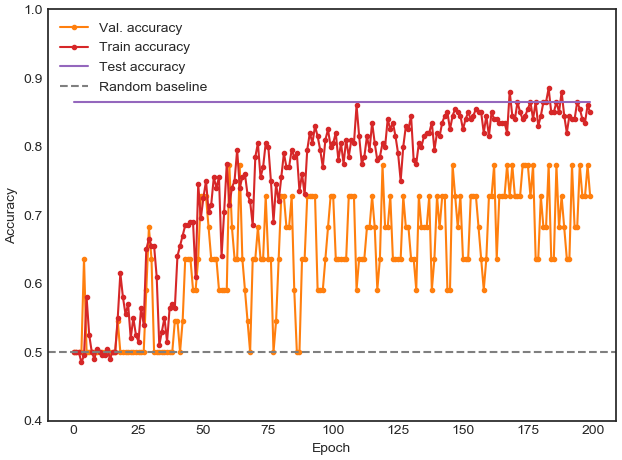 1.0
0.9
0.8
0.7
0.6
0.5
0.4
Accuracy
Val. accuracy
Train accuracy
Test accuracy
Random baseline
0 25 50 75 100 125 150 175 200
Epoch